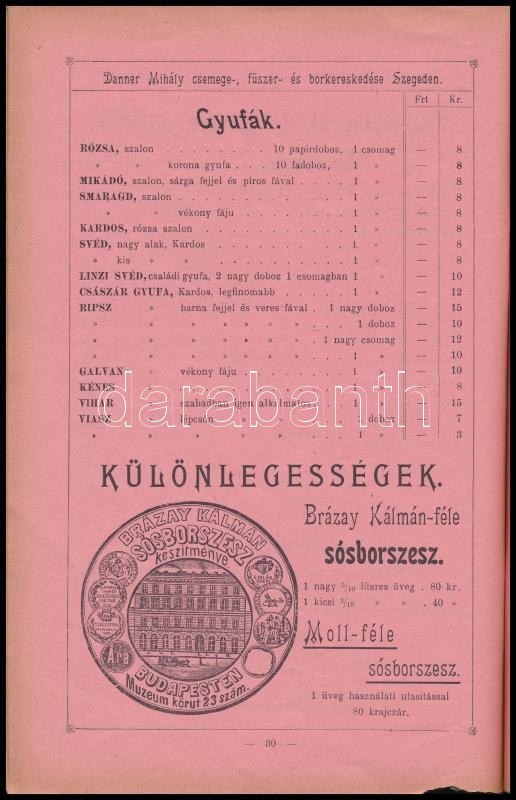 Danner Mihály csemege-, füszer- és borkereskedése Szegeden.
Gyufák.
Frt Kr.
RÓZSA, szalon . . . . . . . . . 10 papirdoboz, 1 csomag — 8
» » korona gyufa . . . 10 fadoboz, 1 » — 8
MIKÁDÓ, szalon, sárga fejjel és piros fával . . . . 1 » — 8
SMARAGD, szalon . . . . . . . . . . . . 1 » — 8
» » vékony fáju . . . . . . . . 1 » — 8
KARDOS, rózsa szalon . . . . . . . . . . 1 » — 8
SVÉD, nagy alak, Kardos . . . . . . . . . 1 » — 8
» kis » » . . . . . . . . . 1 » — 8
LINZI SVÉD, családi gyufa, 2 nagy doboz 1 csomagban 1 » — 10
CSÁSZÁR GYUFA, Kardos, legfinomabb . . . . . 1 » — 12
RIPSZ » barna fejjel és veres fával . 1 nagy doboz — 15
» » » » » » » . . . 1 doboz — 10
» » » » » » » . 1 nagy csomag — 12
» » » » » » » . . . 1 » — 10
GALVAN » vékony fáju . . . . . . . . 1 » — 10
KÉNES » . . . . . . . . 1 » — 8
VIHAR » szabadban igen alkalmatos . . . 1 » — 15
VIASZ » lépcsön » » . . . 1 doboz — 7
» » » » » . . . 1 » — 3
darabanth
KÜLÖNLEGESSÉGEK.
BRÁZAY KÁLMÁN
SÓSBORSZESZ
készitménye
BUDAPESTEN
Muzeum körut 23 szám.
Ára
Brázay Kálmán-féle
sósborszesz.
1 nagy 5/10 literes üveg . 80 kr.
1 kicsi 2/10 » » . 40 »
Moll-féle
sósborszesz.
1 üveg használati utasitással
80 krajczár.
— 30 —